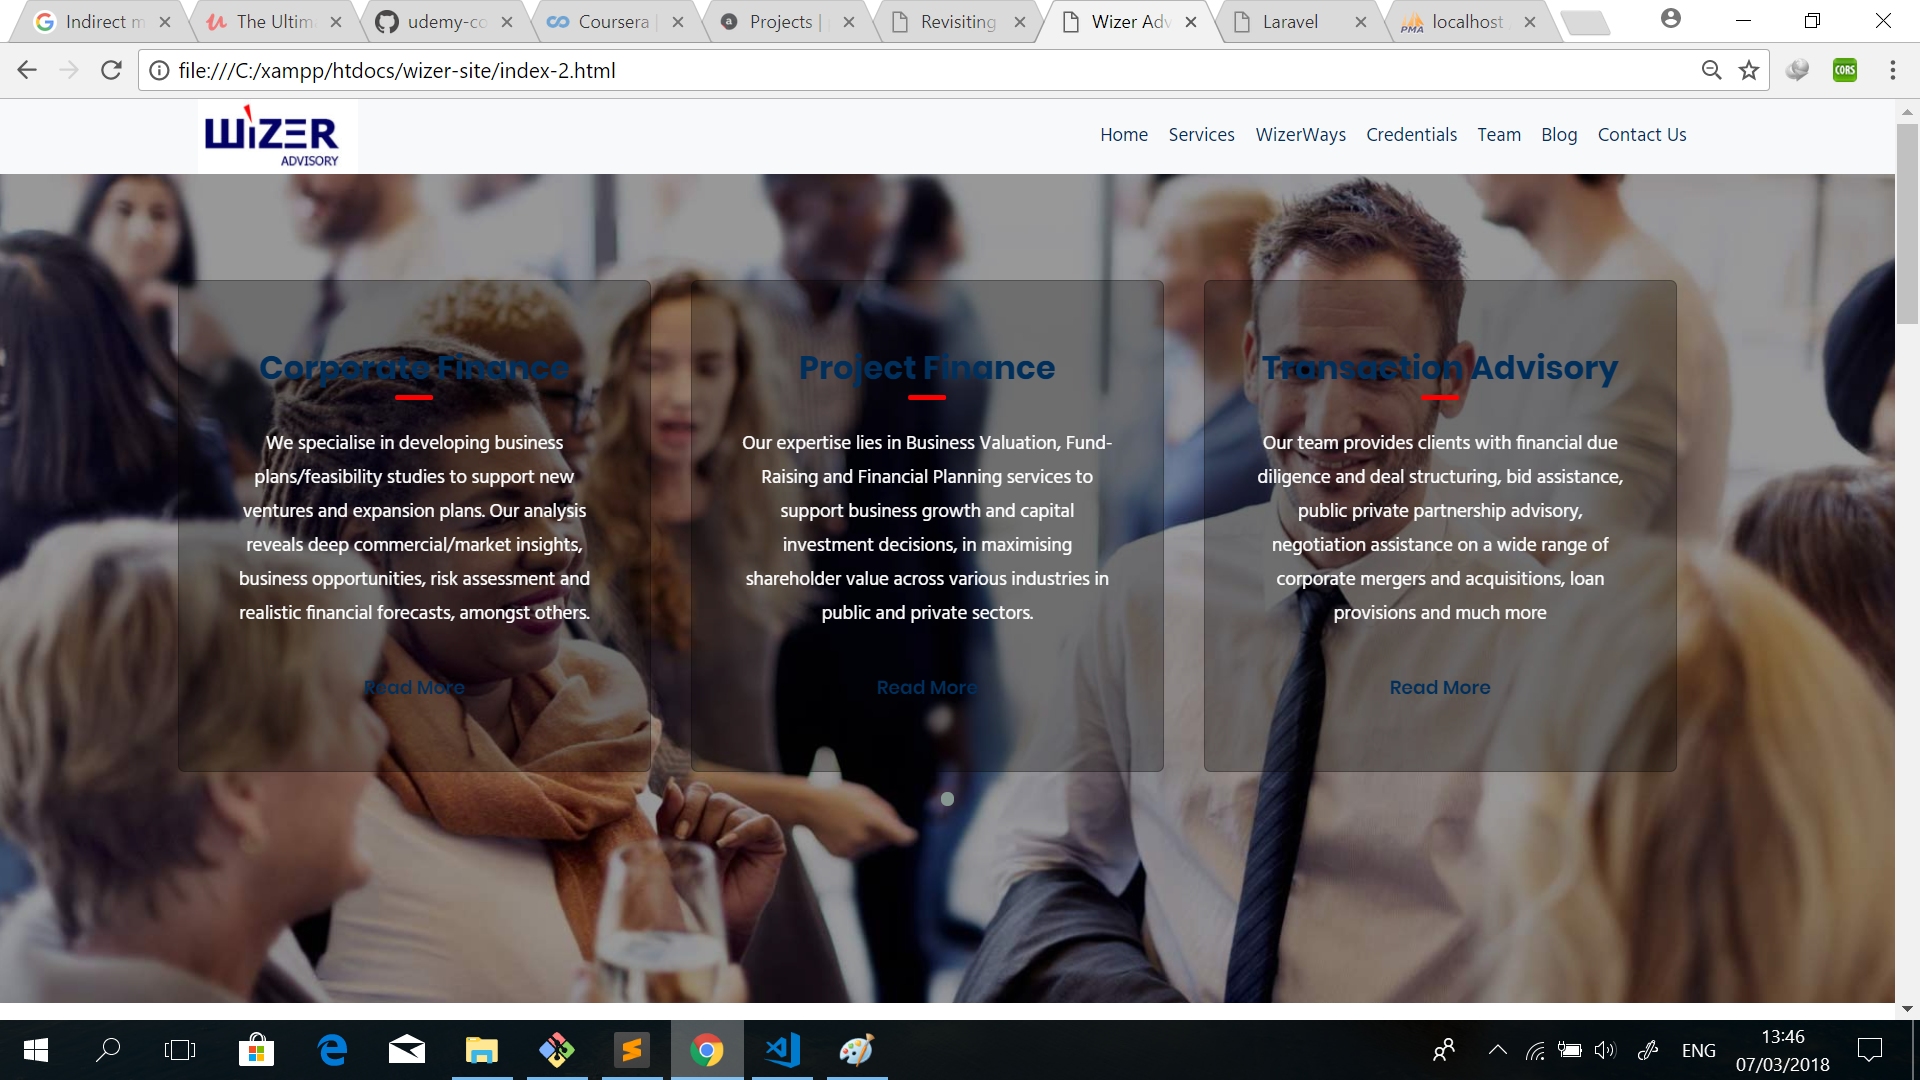 Indirect m
The Ultim
udemy-co
Coursera |
Projects |
Revisiting
Wizer Adv
Laravel
localhost
file:///C:/xampp/htdocs/wizer-site/index-2.html
CORS
PMA
WIZER
ADVISORY
Home Services WizerWays Credentials Team Blog Contact Us
Corporate Finance
We specialise in developing business
plans/feasibility studies to support new
ventures and expansion plans. Our analysis
reveals deep commercial/market insights,
business opportunities, risk assessment and
realistic financial forecasts, amongst others.
Read More
Project Finance
Our expertise lies in Business Valuation, Fund-
Raising and Financial Planning services to
support business growth and capital
investment decisions, in maximising
shareholder value across various industries in
public and private sectors.
Read More
Transaction Advisory
Our team provides clients with financial due
diligence and deal structuring, bid assistance,
public private partnership advisory,
negotiation assistance on a wide range of
corporate mergers and acquisitions, loan
provisions and much more
Read More
ENG
13:46
07/03/2018